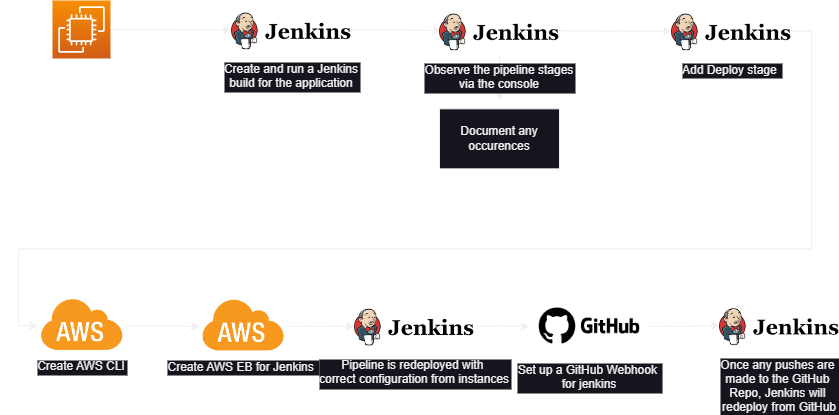 Jenkins
Jenkins
Jenkins
Create and run a Jenkins
build for the application
Observe the pipeline stages
via the console
Add Deploy stage
Document any
occurences
AWS
AWS
Jenkins
GitHub
Jenkins
Create AWS CLI
Create AWS EB for Jenkins
Pipeline is redeployed with
correct configuration from instances
Set up a GitHub Webhook
for jenkins
Once any pushes are
made to the GitHub
Repo, Jenkins will
redeploy from GitHub